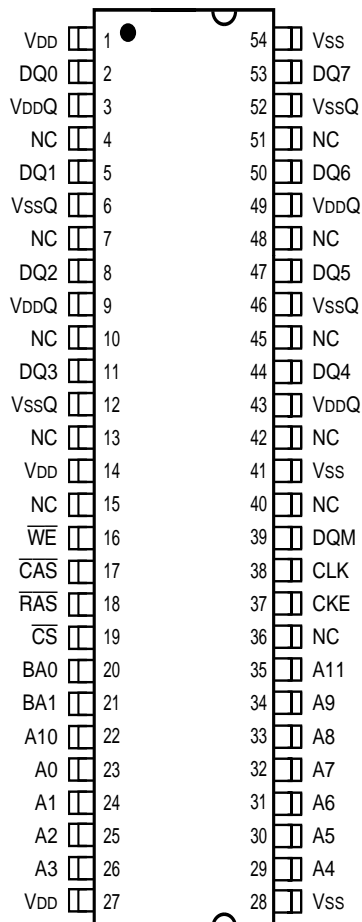 VDD 1 54 VSS
DQ0 2 53 DQ7
VDDQ 3 52 VSSQ
NC 4 51 NC
DQ1 5 50 DQ6
VSSQ 6 49 VDDQ
NC 7 48 NC
DQ2 8 47 DQ5
VDDQ 9 46 VSSQ
NC 10 45 NC
DQ3 11 44 DQ4
VSSQ 12 43 VDDQ
NC 13 42 NC
VDD 14 41 VSS
NC 15 40 NC
W̅E̅ 16 39 DQM
C̅A̅S̅ 17 38 CLK
R̅A̅S̅ 18 37 CKE
C̅S̅ 19 36 NC
BA0 20 35 A11
BA1 21 34 A9
A10 22 33 A8
A0 23 32 A7
A1 24 31 A6
A2 25 30 A5
A3 26 29 A4
VDD 27 28 VSS